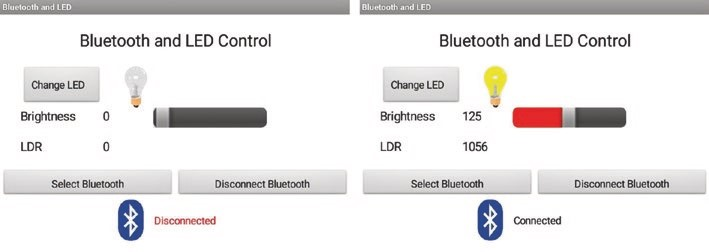 Bluetooth and LED
Bluetooth and LED Control
Change LED
Brightness 0
LDR 0
Select Bluetooth Disconnect Bluetooth
Disconnected
Bluetooth and LED
Bluetooth and LED Control
Change LED
Brightness 125
LDR 1056
Select Bluetooth Disconnect Bluetooth
Connected